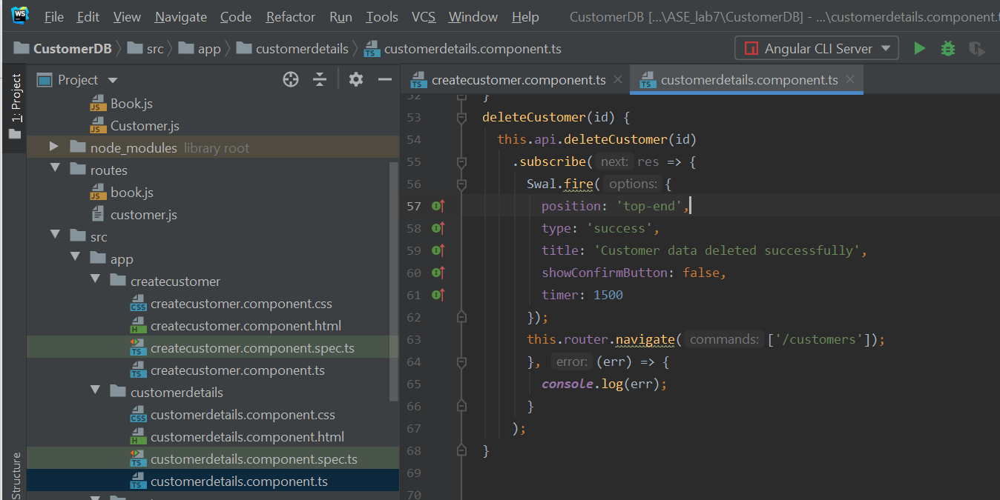 WS File Edit View Navigate Code Refactor Run Tools VCS Window Help CustomerDB [...\ASE_lab7\CustomerDB] - ...\customerdetails.component.
CustomerDB src app customerdetails customerdetails.component.ts Angular CLI Server
1: Project
Structure
Project
Book.js
Customer.js
node_modules library root
routes
book.js
customer.js
src
app
createcustomer
createcustomer.component.css
createcustomer.component.html
createcustomer.component.spec.ts
createcustomer.component.ts
customerdetails
customerdetails.component.css
customerdetails.component.html
customerdetails.component.spec.ts
customerdetails.component.ts
createcustomer.component.ts customerdetails.component.ts
52 }
53 deleteCustomer(id) {
54 this.api.deleteCustomer(id)
55 .subscribe( next: res => {
56 Swal.fire( options: {
57 position: 'top-end',
58 type: 'success',
59 title: 'Customer data deleted successfully',
60 showConfirmButton: false,
61 timer: 1500
62 });
63 this.router.navigate( commands: ['/customers']);
64 }, error: (err) => {
65 console.log(err);
66 }
67 );
68 }
69
70